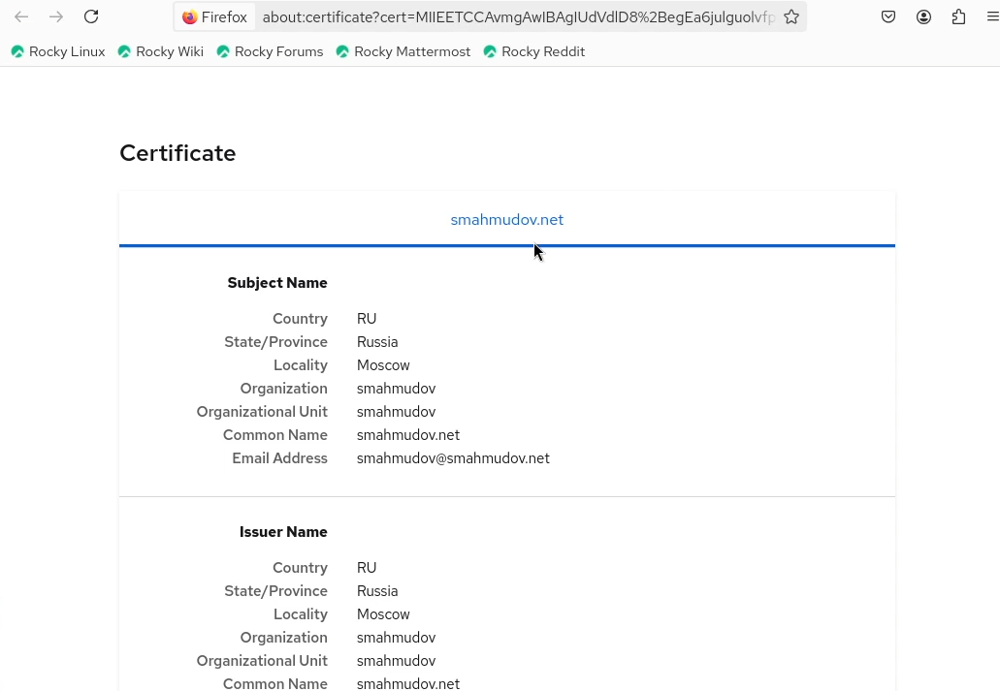 Firefox about:certificate?cert=MIIEETCCAvmgAwIBAgIUdVdlD8%2BegEa6julguolvfp
Rocky Linux Rocky Wiki Rocky Forums Rocky Mattermost Rocky Reddit
Certificate
smahmudov.net
Subject Name
Country RU
State/Province Russia
Locality Moscow
Organization smahmudov
Organizational Unit smahmudov
Common Name smahmudov.net
Email Address smahmudov@smahmudov.net
Issuer Name
Country RU
State/Province Russia
Locality Moscow
Organization smahmudov
Organizational Unit smahmudov
Common Name smahmudov.net